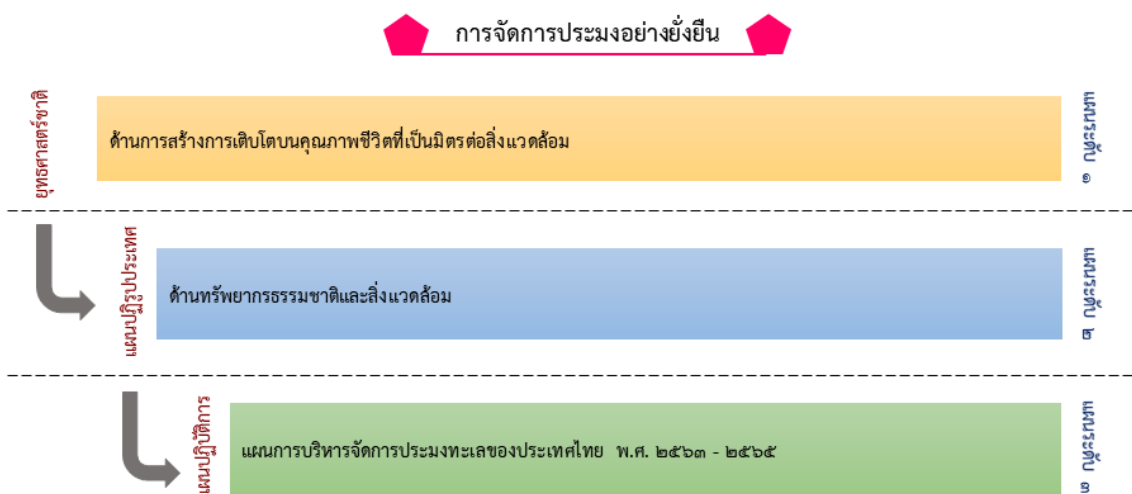 การจัดการประมงอย่างยั่งยืน
ยุทธศาสตร์ชาติ
ด้านการสร้างการเติบโตบนคุณภาพชีวิตที่เป็นมิตรต่อสิ่งแวดล้อม
แผนระดับ ๑
แผนปฏิรูปประเทศ
ด้านทรัพยากรธรรมชาติและสิ่งแวดล้อม
แผนระดับ ๒
แผนปฏิบัติการ
แผนการบริหารจัดการประมงทะเลของประเทศไทย พ.ศ. ๒๕๖๓ - ๒๕๖๕
แผนระดับ ๓